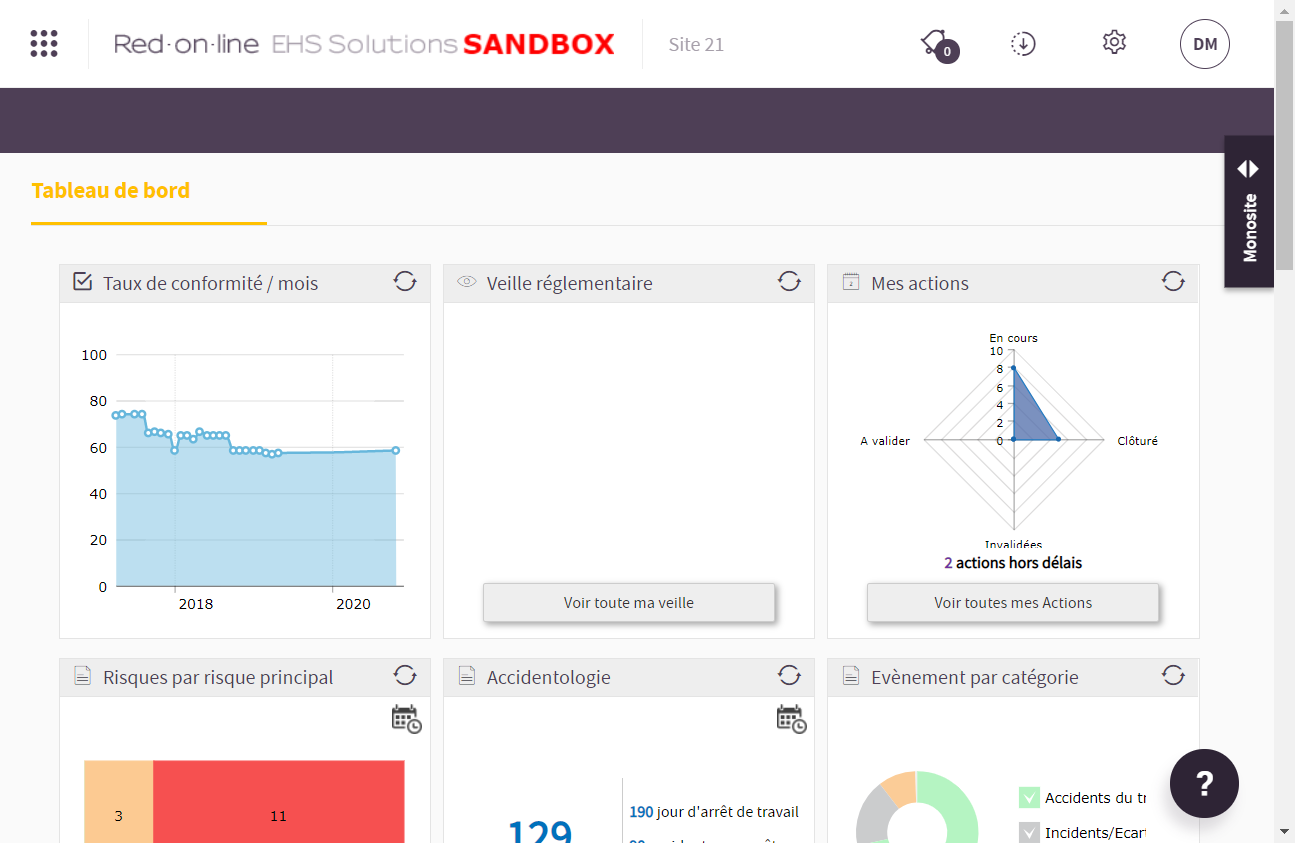 Red·on·line EHS Solutions SANDBOX
Site 21
0
DM
Monosite
Tableau de bord
Taux de conformité / mois
100
80
60
40
20
0
2018
2020
Veille réglementaire
Voir toute ma veille
Mes actions
En cours
10
8
6
4
2
0
A valider
Clôturé
Invalidées
2 actions hors délais
Voir toutes mes Actions
Risques par risque principal
3
11
Accidentologie
129
190 jour d'arrêt de travail
Evènement par catégorie
Accidents du tr
Incidents/Ecar
?